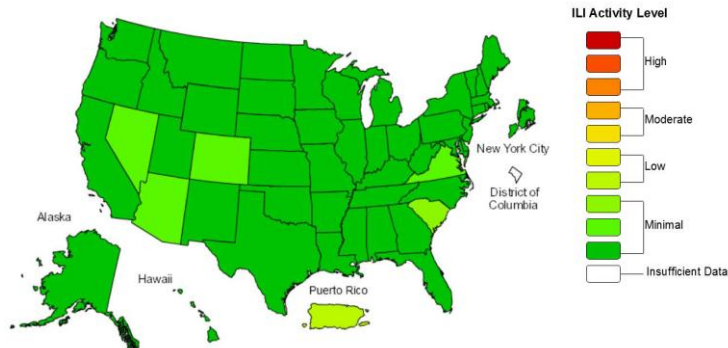 ILI Activity Level
High
Moderate
Low
Minimal
Insufficient Data
New York City
District of
Columbia
Alaska
Hawaii
Puerto Rico